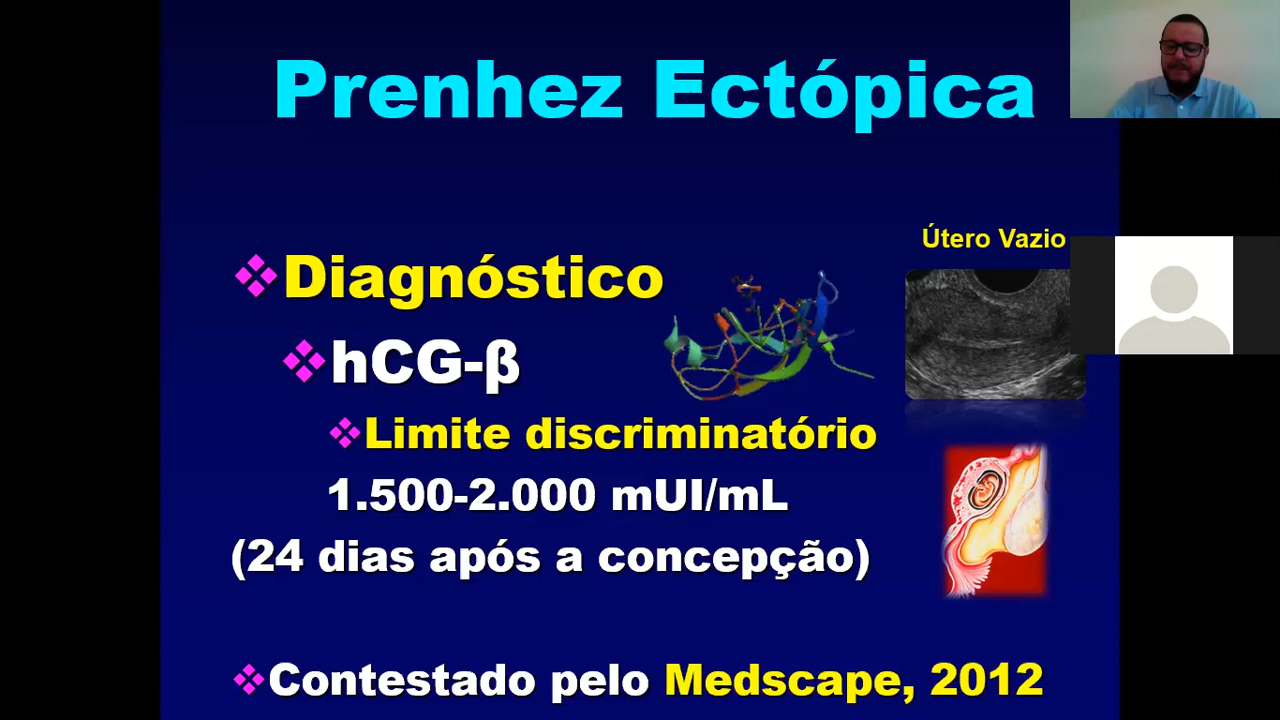 Prenhez Ectópica
Útero Vazio
Diagnóstico
hCG-β
Limite discriminatório
1.500-2.000 mUI/mL
(24 dias após a concepção)
Contestado pelo Medscape, 2012